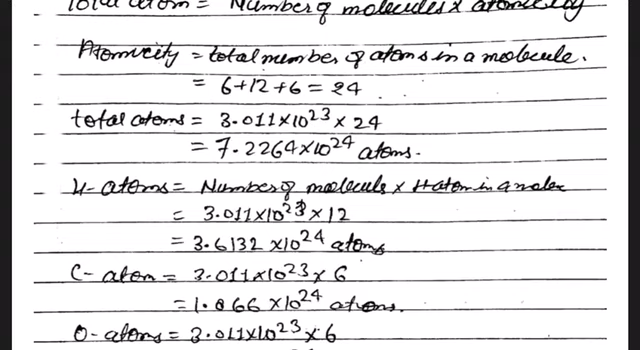 Total atom = Number of molecules × atomicity
Atomicity = total number of atoms in a molecule.
= 6+12+6 = 24
total atoms = 3.011×10²³ × 24
= 7.2264×10²⁴ atoms.
H-atoms = Number of molecule × H atom in a molec
= 3.011×10²³ × 12
= 3.6132 ×10²⁴ atoms
C-atom = 3.011×10²³ × 6
= 1.066 ×10²⁴ atoms.
O-atoms = 3.011×10²³ × 6